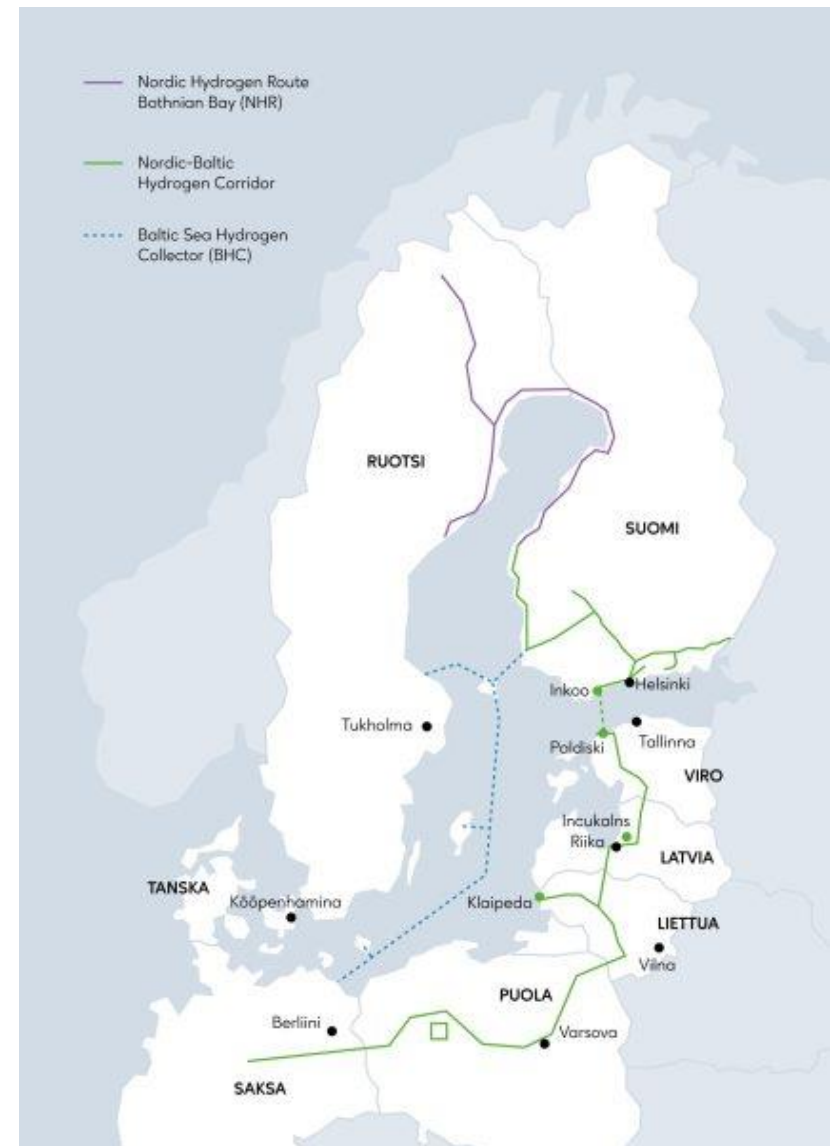 Nordic Hydrogen Route
Bothnian Bay (NHR)
Nordic-Baltic
Hydrogen Corridor
Baltic Sea Hydrogen
Collector (BHC)
RUOTSI
SUOMI
Inkoo
Helsinki
Tukholma
Tallinna
Poldiski
VIRO
Incukalns
Riika
LATVIA
TANSKA
Kööpenhamina
Klaipeda
LIETTUA
Vilna
PUOLA
Berliini
Varsova
SAKSA